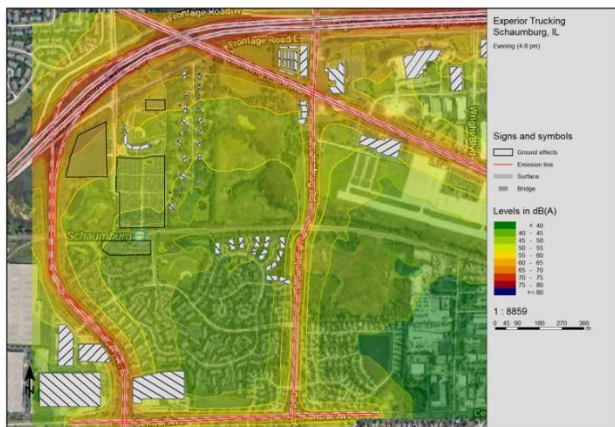 Frontage Road W
Frontage Road E
Schaumburg
Experior Trucking
Schaumburg, IL
Evening (4-8 pm)
Signs and symbols
Ground effects
Emission line
Surface
Bridge
Levels in dB(A)
< 40
40 - 45
45 - 50
50 - 55
55 - 60
60 - 65
65 - 70
70 - 75
75 - 80
>= 80
1 : 8859
0 45 90 180 270 360
m